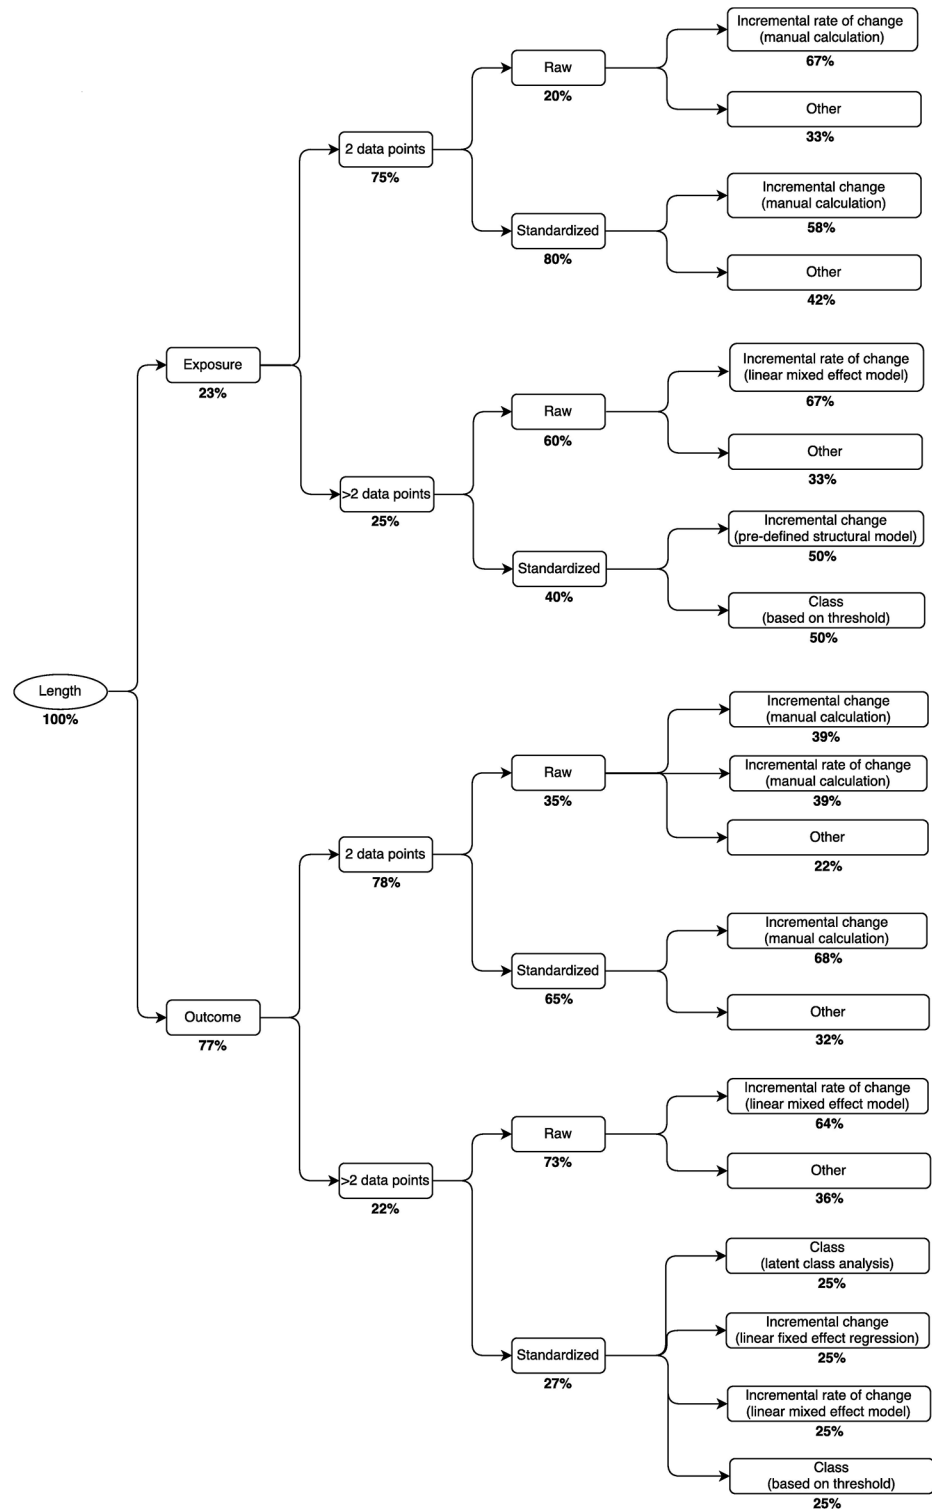 Length
100%
Exposure
23%
2 data points
75%
Raw
20%
Incremental rate of change
(manual calculation)
67%
Other
33%
Standardized
80%
Incremental change
(manual calculation)
58%
Other
42%
>2 data points
25%
Raw
60%
Incremental rate of change
(linear mixed effect model)
67%
Other
33%
Standardized
40%
Incremental change
(pre-defined structural model)
50%
Class
(based on threshold)
50%
Outcome
77%
2 data points
78%
Raw
35%
Incremental change
(manual calculation)
39%
Incremental rate of change
(manual calculation)
39%
Other
22%
Standardized
65%
Incremental change
(manual calculation)
68%
Other
32%
>2 data points
22%
Raw
73%
Incremental rate of change
(linear mixed effect model)
64%
Other
36%
Standardized
27%
Class
(latent class analysis)
25%
Incremental change
(linear fixed effect regression)
25%
Incremental rate of change
(linear mixed effect model)
25%
Class
(based on threshold)
25%